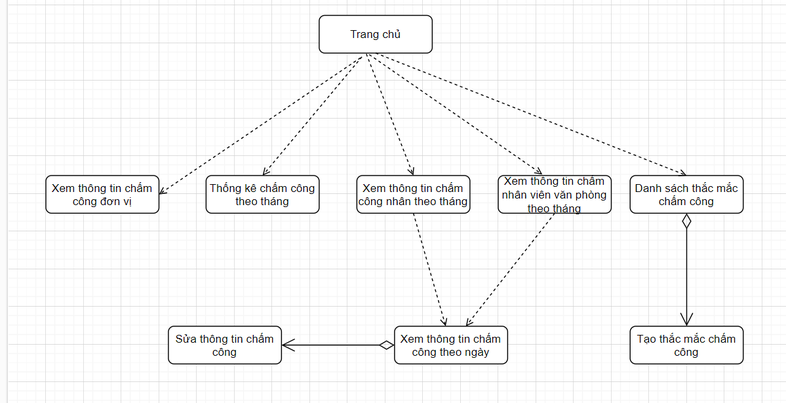 Trang chủ
Xem thông tin chấm
công đơn vị
Thống kê chấm công
theo tháng
Xem thông tin chấm
công nhân theo tháng
Xem thông tin chấm
nhân viên văn phòng
theo tháng
Danh sách thắc mắc
chấm công
Sửa thông tin chấm
công
Xem thông tin chấm
công theo ngày
Tạo thắc mắc chấm
công